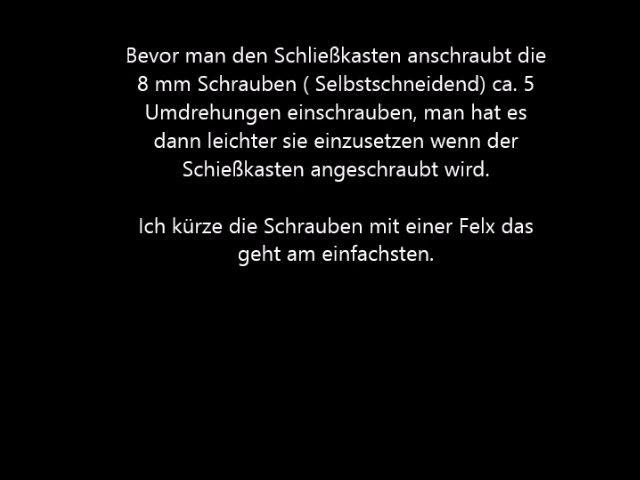 Bevor man den Schließkasten anschraubt die
8 mm Schrauben ( Selbstschneidend) ca. 5
Umdrehungen einschrauben, man hat es
dann leichter sie einzusetzen wenn der
Schießkasten angeschraubt wird.
Ich kürze die Schrauben mit einer Felx das
geht am einfachsten.